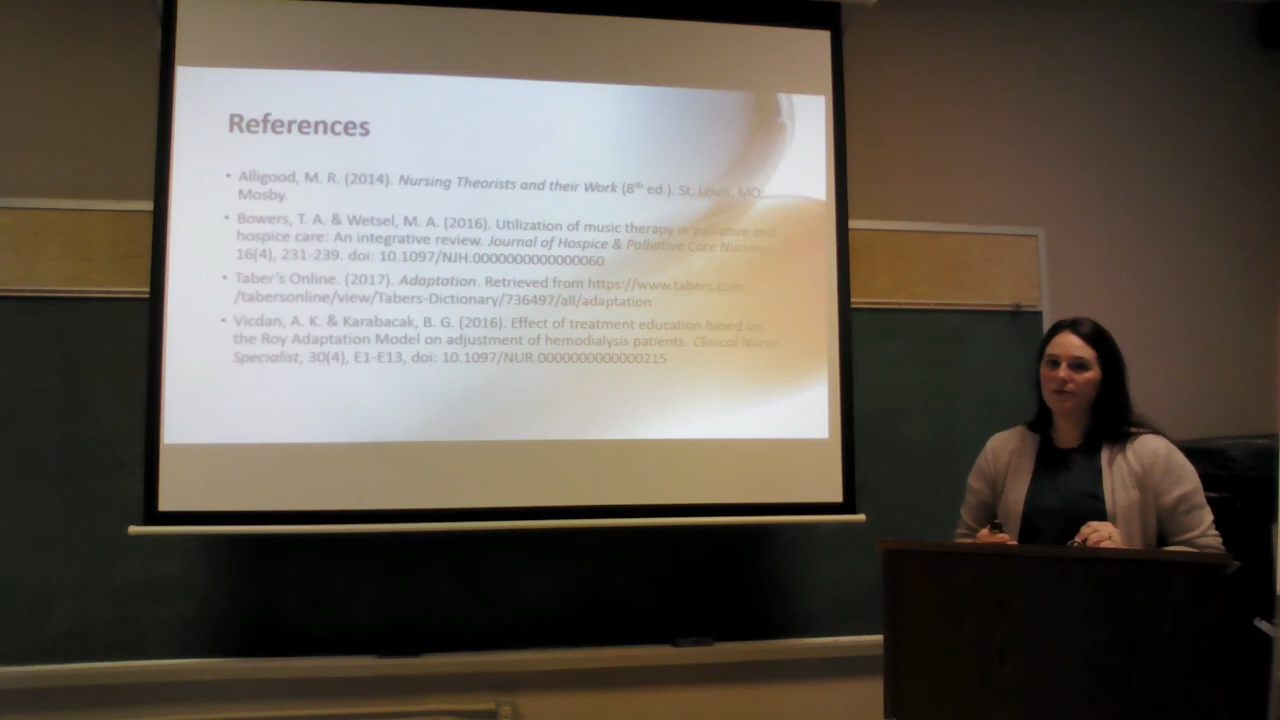 References
• Alligood, M. R. (2014). Nursing Theorists and their Work (8th ed.). St. Louis, MO:
Mosby.
• Bowers, T. A. & Wetsel, M. A. (2016). Utilization of music therapy in palliative and
hospice care: An integrative review. Journal of Hospice & Palliative Care Nursing
16(4), 231-239. doi: 10.1097/NJH.0000000000000060
• Taber's Online. (2017). Adaptation. Retrieved from https://www.tabers.com
/tabersonline/view/Tabers-Dictionary/736497/all/adaptation
• Vicdan, A. K. & Karabacak, B. G. (2016). Effect of treatment education based on
the Roy Adaptation Model on adjustment of hemodialysis patients. Clinical Nurse
Specialist, 30(4), E1-E13, doi: 10.1097/NUR.0000000000000215